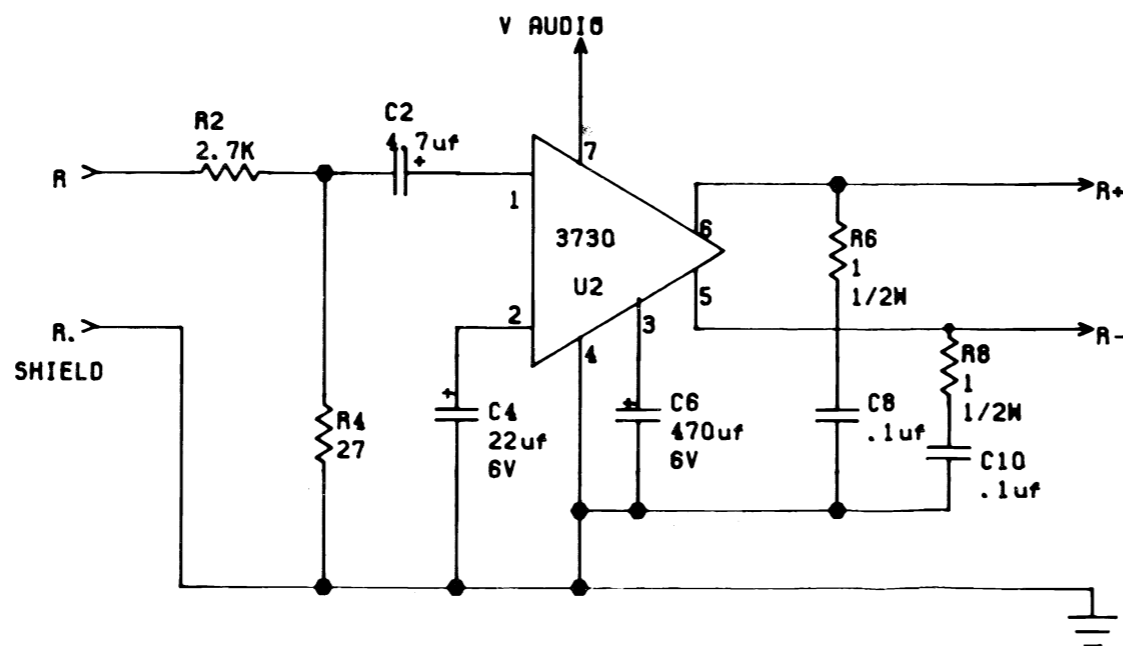 V AUDIO
R2
2.7K
C2
4.7uf
+
7
R
1
3730
U2
6
R+
R6
1
1/2W
5
2
3
4
R.
SHIELD
R-
R8
1
1/2W
+
C4
22uf
6V
+
C6
470uf
6V
C8
.1uf
R4
27
C10
.1uf